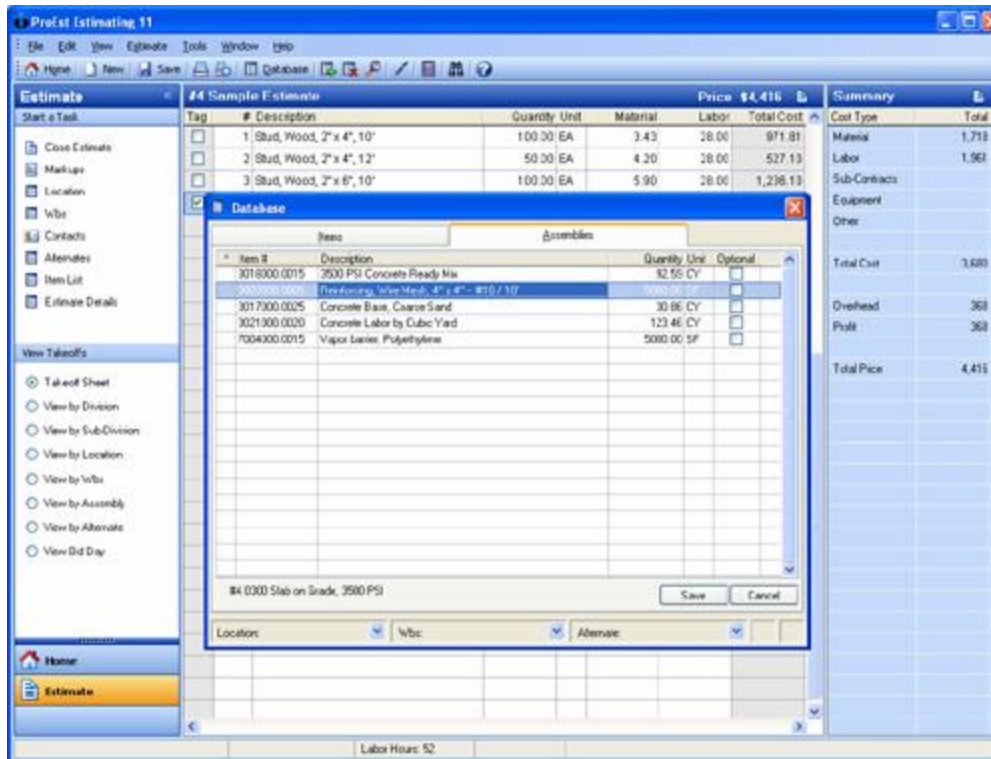 ProEst Estimating 11
File Edit View Estimate Tools Window Help
Home New Save Database
Estimate
Start a Task
Close Estimate
Markups
Location
Wbs
Contacts
Alternates
Item List
Estimate Details
View Takeoffs
Takeoff Sheet
View by Division
View by Sub-Division
View by Location
View by Wbs
View by Assembly
View by Alternate
View Bid Day
Home
Estimate
#4 Sample Estimate Price $4,416
Tag # Description Quantity Unit Material Labor Total Cost
1 Stud, Wood, 2" x 4", 10' 100.00 EA 3.43 28.00 971.81
2 Stud, Wood, 2" x 4", 12' 50.00 EA 4.20 28.00 527.13
3 Stud, Wood, 2" x 6", 10' 100.00 EA 5.90 28.00 1,236.13
Database
Items Assemblies
* Item # Description Quantity Unit Optional
3018000.0015 3500 PSI Concrete Ready Mix 92.59 CY
Reinforcing, Wire Mesh, 4" x 4" - #10 / 10'
3017300.0025 Concrete Base, Coarse Sand 30.86 CY
3021300.0020 Concrete Labor by Cubic Yard 123.46 CY
7004000.0015 Vapor barrier, Polyethylene 5000.00 SF
#4.0300 Slab on Grade, 3500 PSI
Save Cancel
Location: Wbs: Alternate:
Summary
Cost Type Total
Material 1,718
Labor 1,961
Sub-Contracts
Equipment
Other
Total Cost 3,680
Overhead 368
Profit 368
Total Price 4,416
Labor Hours: 52